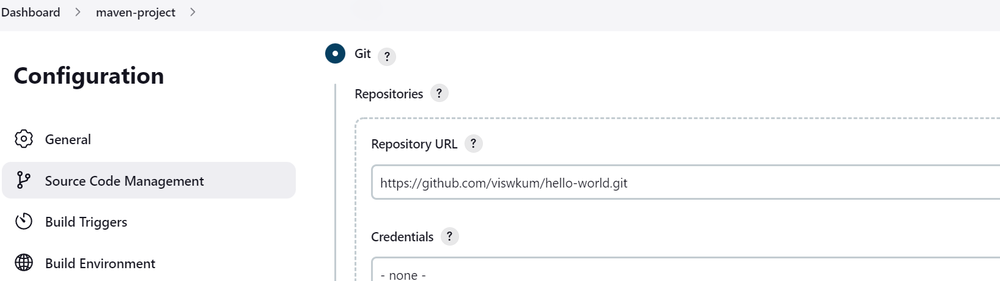 Dashboard > maven-project >
Configuration
General
Source Code Management
Build Triggers
Build Environment
Git ?
Repositories ?
Repository URL ?
https://github.com/viswkum/hello-world.git
Credentials ?
- none -